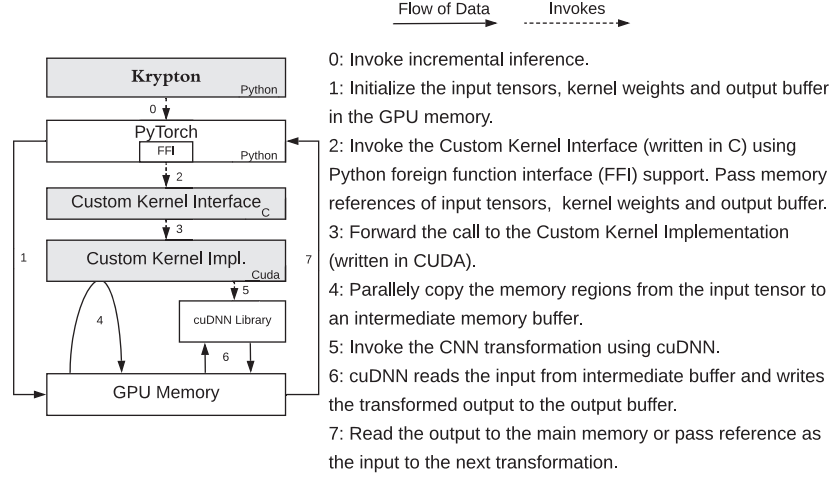 Flow of Data
Invokes
Krypton
Python
0
PyTorch
FFI
Python
2
Custom Kernel Interface
C
3
Custom Kernel Impl.
Cuda
1
7
5
4
cuDNN Library
6
GPU Memory
0: Invoke incremental inference.
1: Initialize the input tensors, kernel weights and output buffer
in the GPU memory.
2: Invoke the Custom Kernel Interface (written in C) using
Python foreign function interface (FFI) support. Pass memory
references of input tensors, kernel weights and output buffer.
3: Forward the call to the Custom Kernel Implementation
(written in CUDA).
4: Parallely copy the memory regions from the input tensor to
an intermediate memory buffer.
5: Invoke the CNN transformation using cuDNN.
6: cuDNN reads the input from intermediate buffer and writes
the transformed output to the output buffer.
7: Read the output to the main memory or pass reference as
the input to the next transformation.